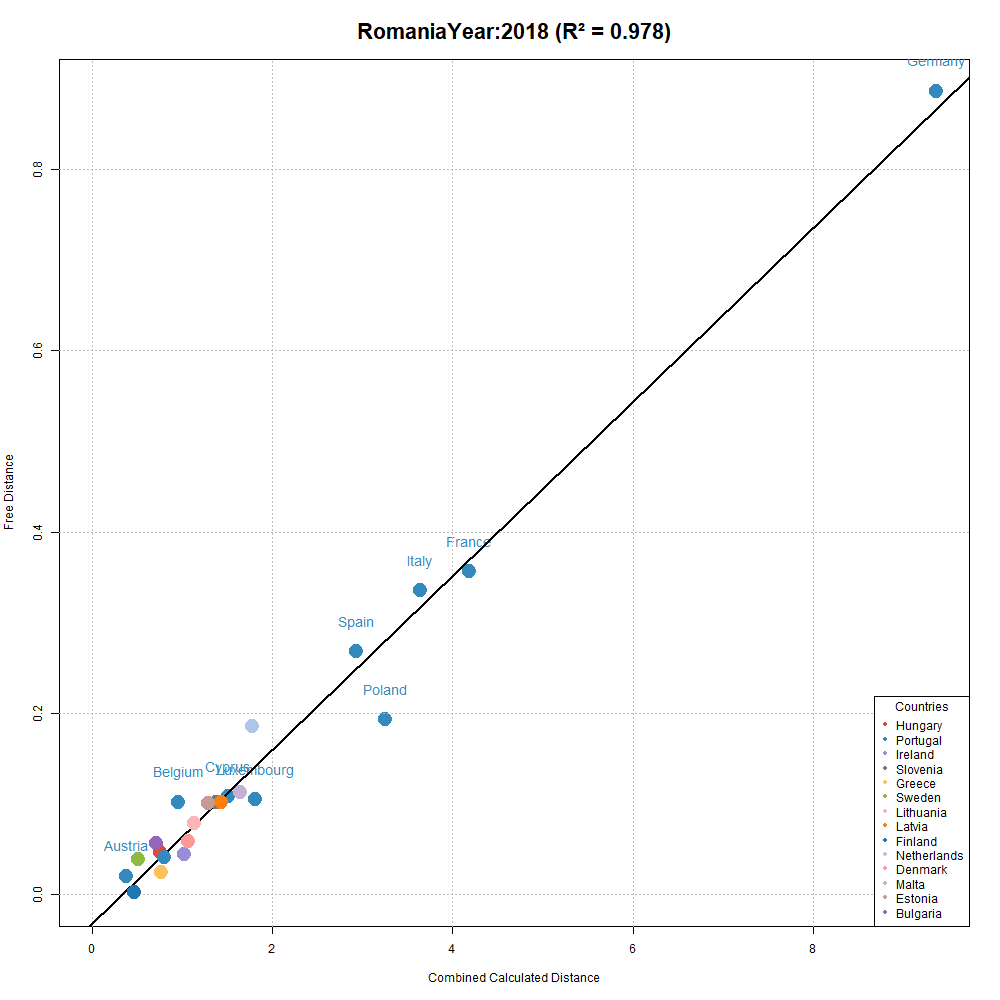 RomaniaYear:2018 (R² = 0.978)
Germany
0.8
0.6
Free Distance
0.4
France
Italy
Spain
Poland
0.2
Belgium
Cyprus
Luxembourg
Austria
0.0
Countries
Hungary
Portugal
Ireland
Slovenia
Greece
Sweden
Lithuania
Latvia
Finland
Netherlands
Denmark
Malta
Estonia
Bulgaria
0 2 4 6 8
Combined Calculated Distance